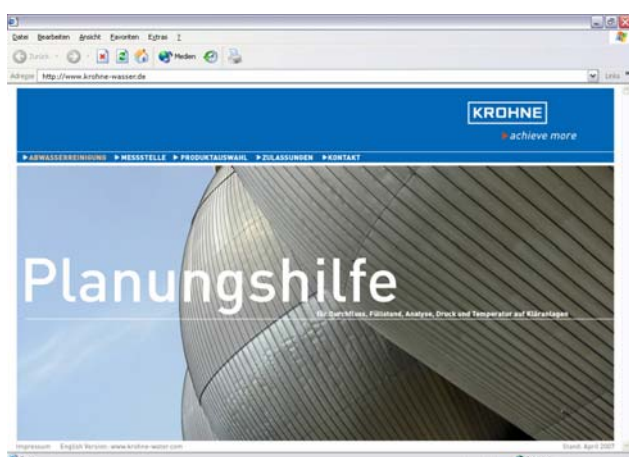 Datei Bearbeiten Ansicht Favoriten Extras ?
Zurück Medien
Adresse http://www.krohne-wasser.de Links
KROHNE
achieve more
ABWASSERREINIGUNG MESSSTELLE PRODUKTAUSWAHL ZULASSUNGEN KONTAKT
Planungshilfe
für Durchfluss, Füllstand, Analyse, Druck und Temperatur auf Kläranlagen
Impressum English Version: www.krohne-water.com Stand: April 2007